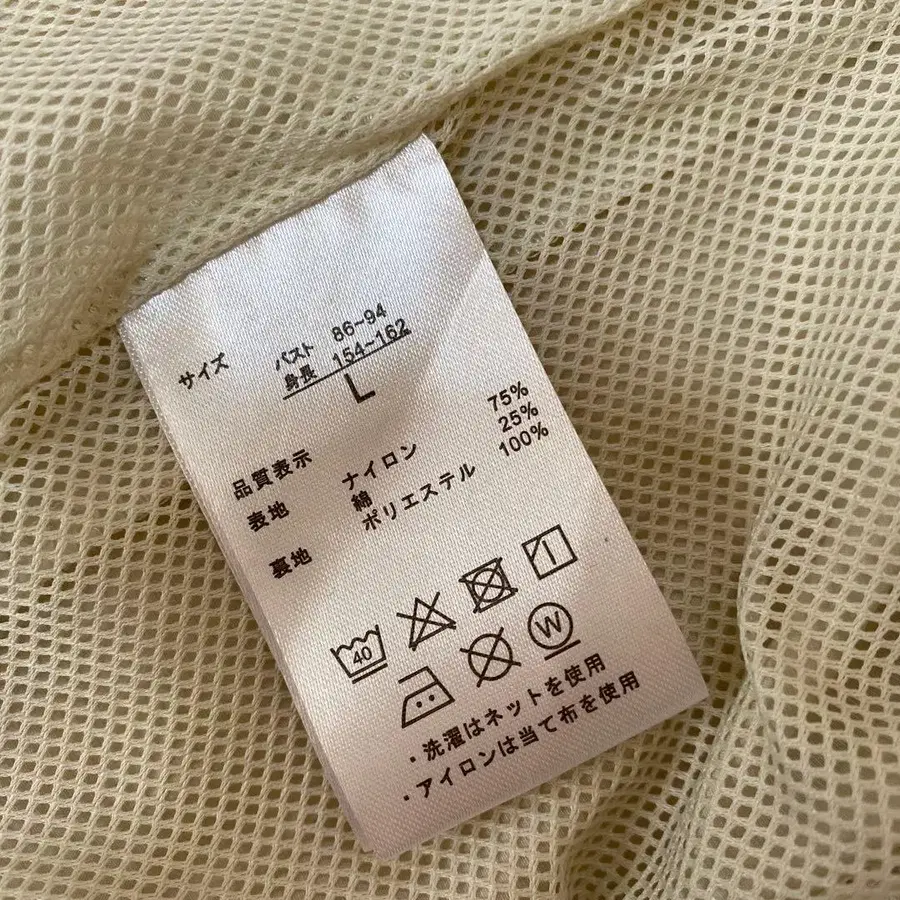 サイズ バスト 86~94
身長 154~162
L
品質表示
表地 ナイロン 75%
綿 25%
裏地 ポリエステル 100%
40
W
・洗濯はネットを使用
・アイロンは当て布を使用